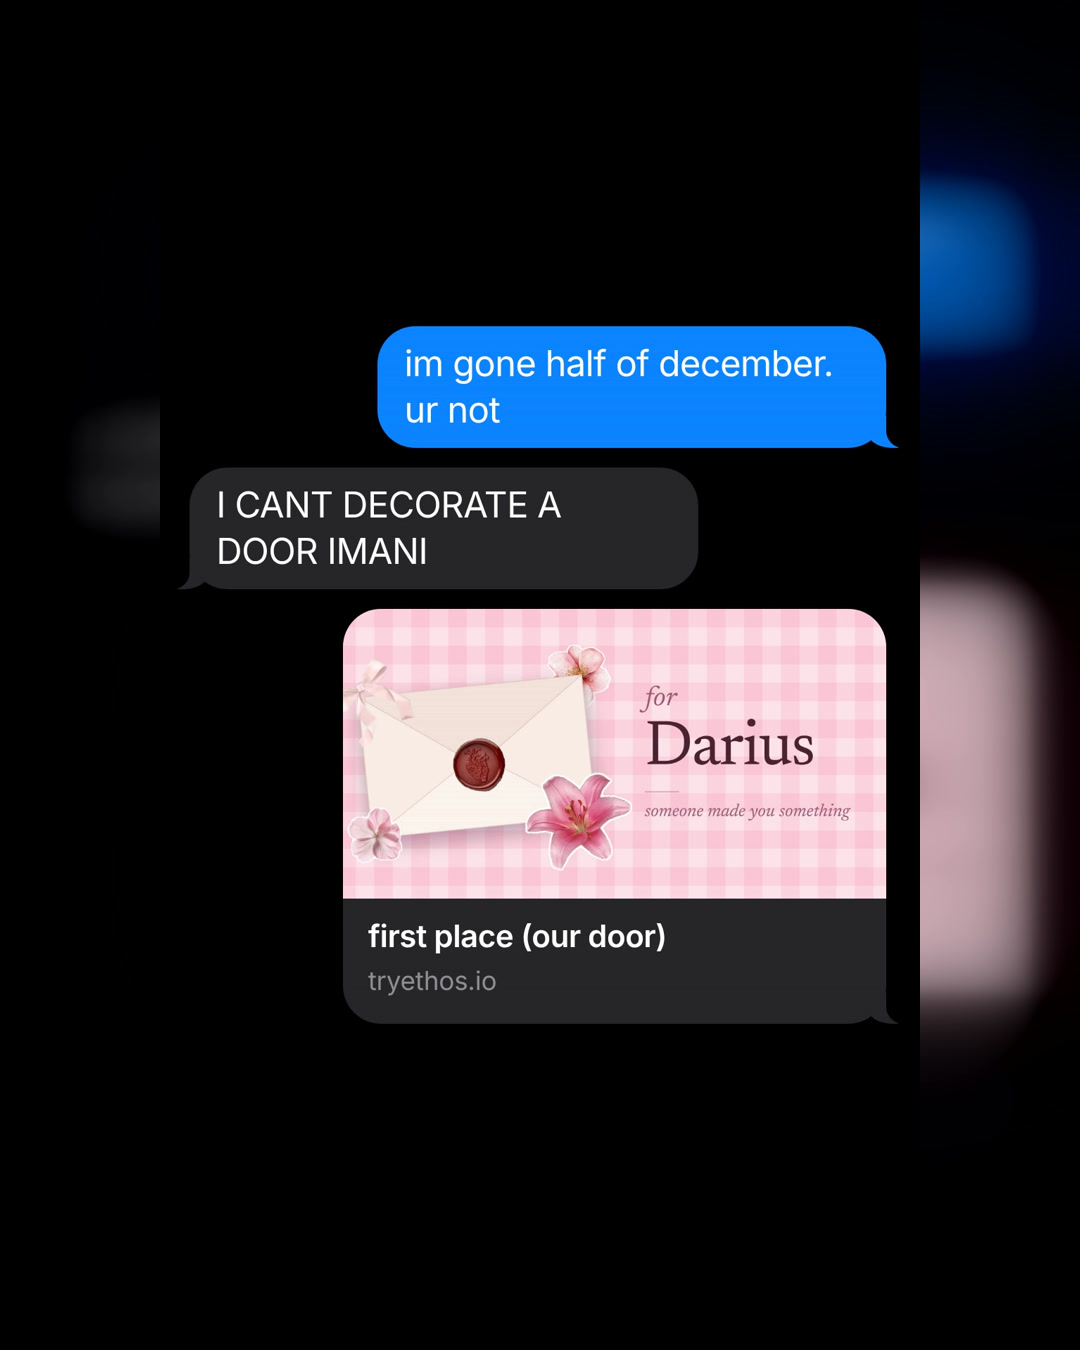 im gone half of december.
ur not
I CANT DECORATE A
DOOR IMANI
for
Darius
someone made you something
first place (our door)
tryethos.io